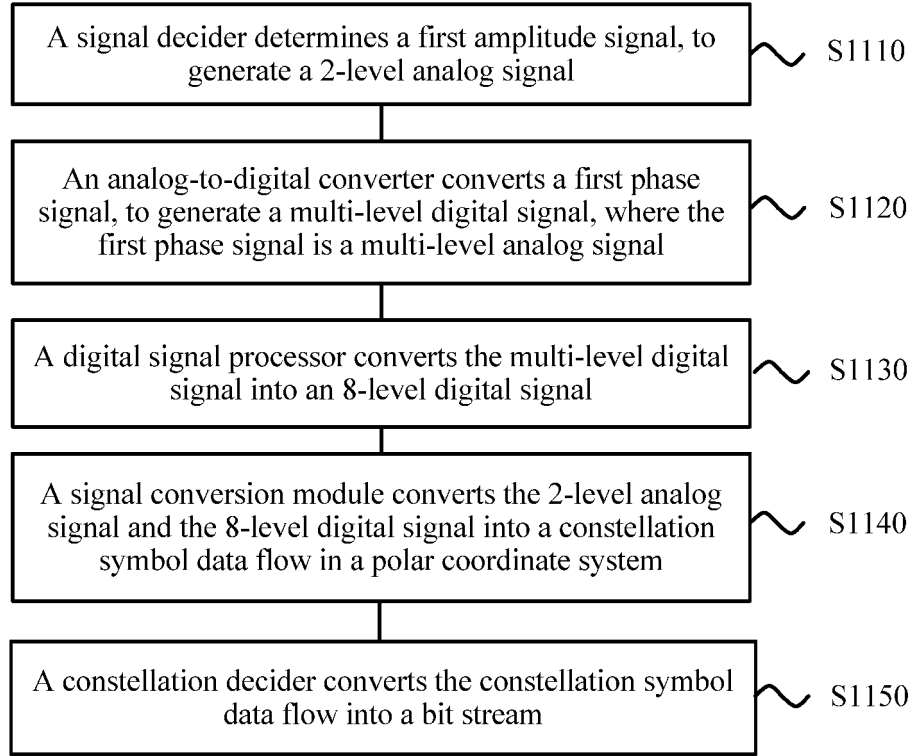 A signal decider determines a first amplitude signal, to
generate a 2-level analog signal
S1110
An analog-to-digital converter converts a first phase
signal, to generate a multi-level digital signal, where the
first phase signal is a multi-level analog signal
S1120
A digital signal processor converts the multi-level digital
signal into an 8-level digital signal
S1130
A signal conversion module converts the 2-level analog
signal and the 8-level digital signal into a constellation
symbol data flow in a polar coordinate system
S1140
A constellation decider converts the constellation symbol
data flow into a bit stream
S1150